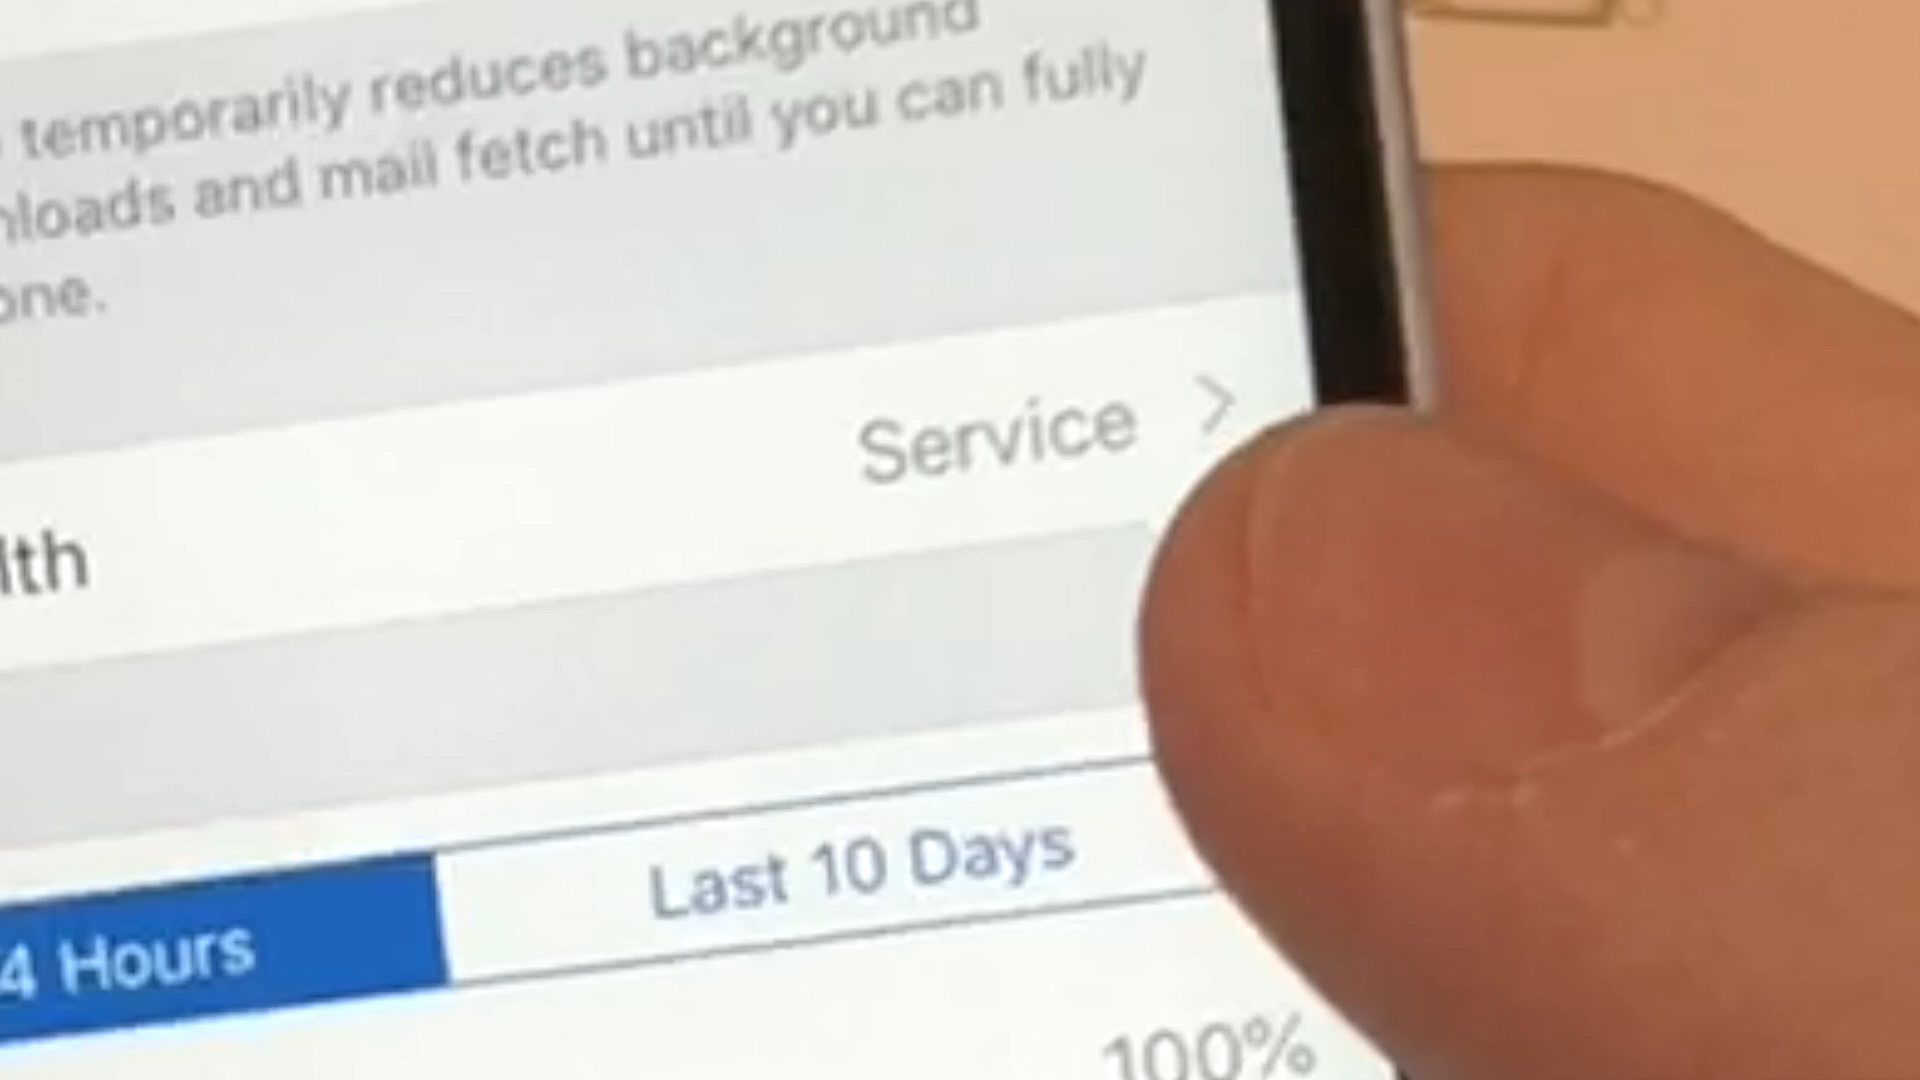 temporarily reduces background
nloads and mail fetch until you can fully
one.
Service
lth
4 Hours
Last 10 Days
100%